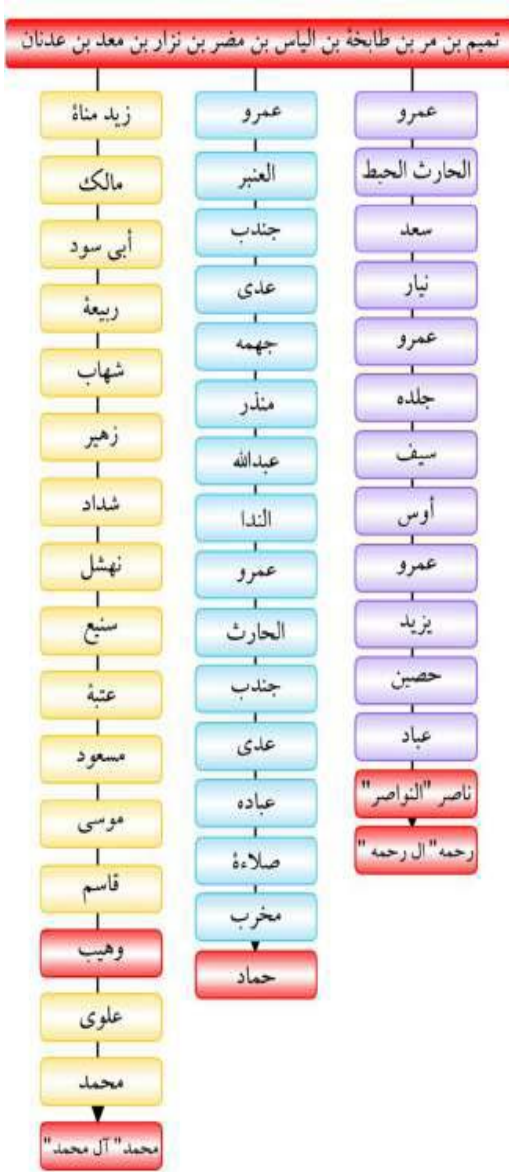 تميم بن مر بن طابخة بن الياس بن مضر بن نزار بن معد بن عدنان
عمرو
الحارث الحبط
سعد
نيار
عمرو
جلده
سيف
أوس
عمرو
يزيد
حصين
عباد
ناصر "النواصر"
رحمه" ال رحمه "
عمرو
العنبر
جندب
عدى
جهمه
منذر
عبدالله
الندا
عمرو
الحارث
جندب
عدى
عباده
صلاءة
مخرب
حماد
زيد مناة
مالك
أبى سود
ربيعة
شهاب
زهير
شداد
نهشل
سنيع
عتبة
مسعود
موسى
قاسم
وهيب
علوى
محمد
محمد" آل محمد"